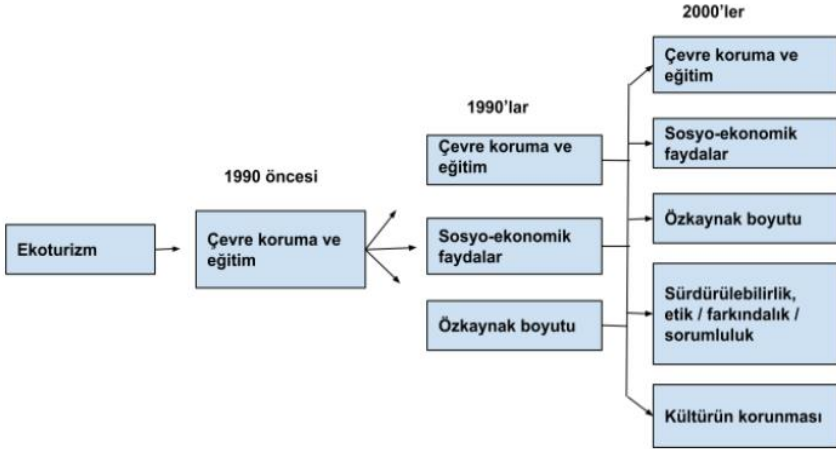 Ekoturizm
1990 öncesi
Çevre koruma ve
eğitim
1990’lar
Çevre koruma ve
eğitim
Sosyo-ekonomik
faydalar
Özkaynak boyutu
2000’ler
Çevre koruma ve
eğitim
Sosyo-ekonomik
faydalar
Özkaynak boyutu
Sürdürülebilirlik,
etik / farkındalık /
sorumluluk
Kültürün korunması